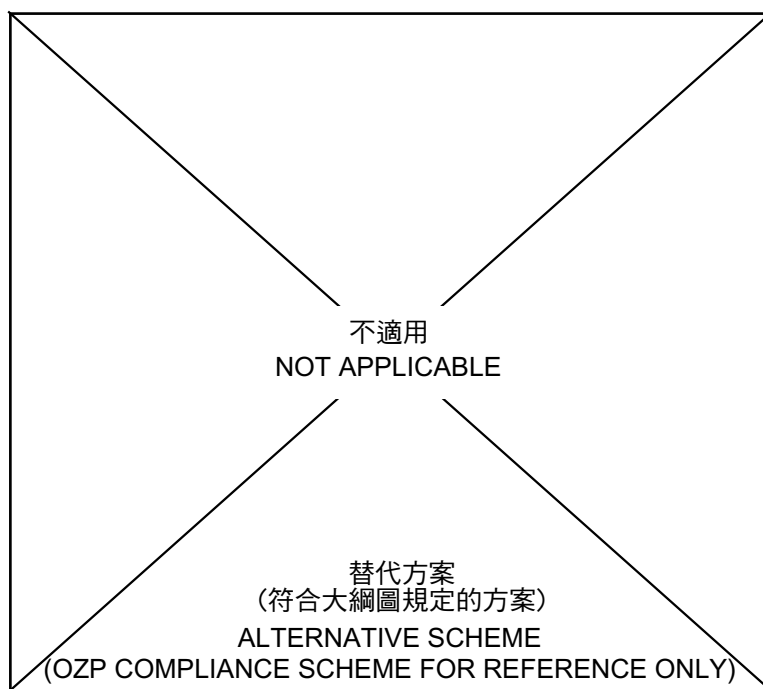 不適用
NOT APPLICABLE
替代方案
（符合大綱圖規定的方案）
ALTERNATIVE SCHEME
(OZP COMPLIANCE SCHEME FOR REFERENCE ONLY)